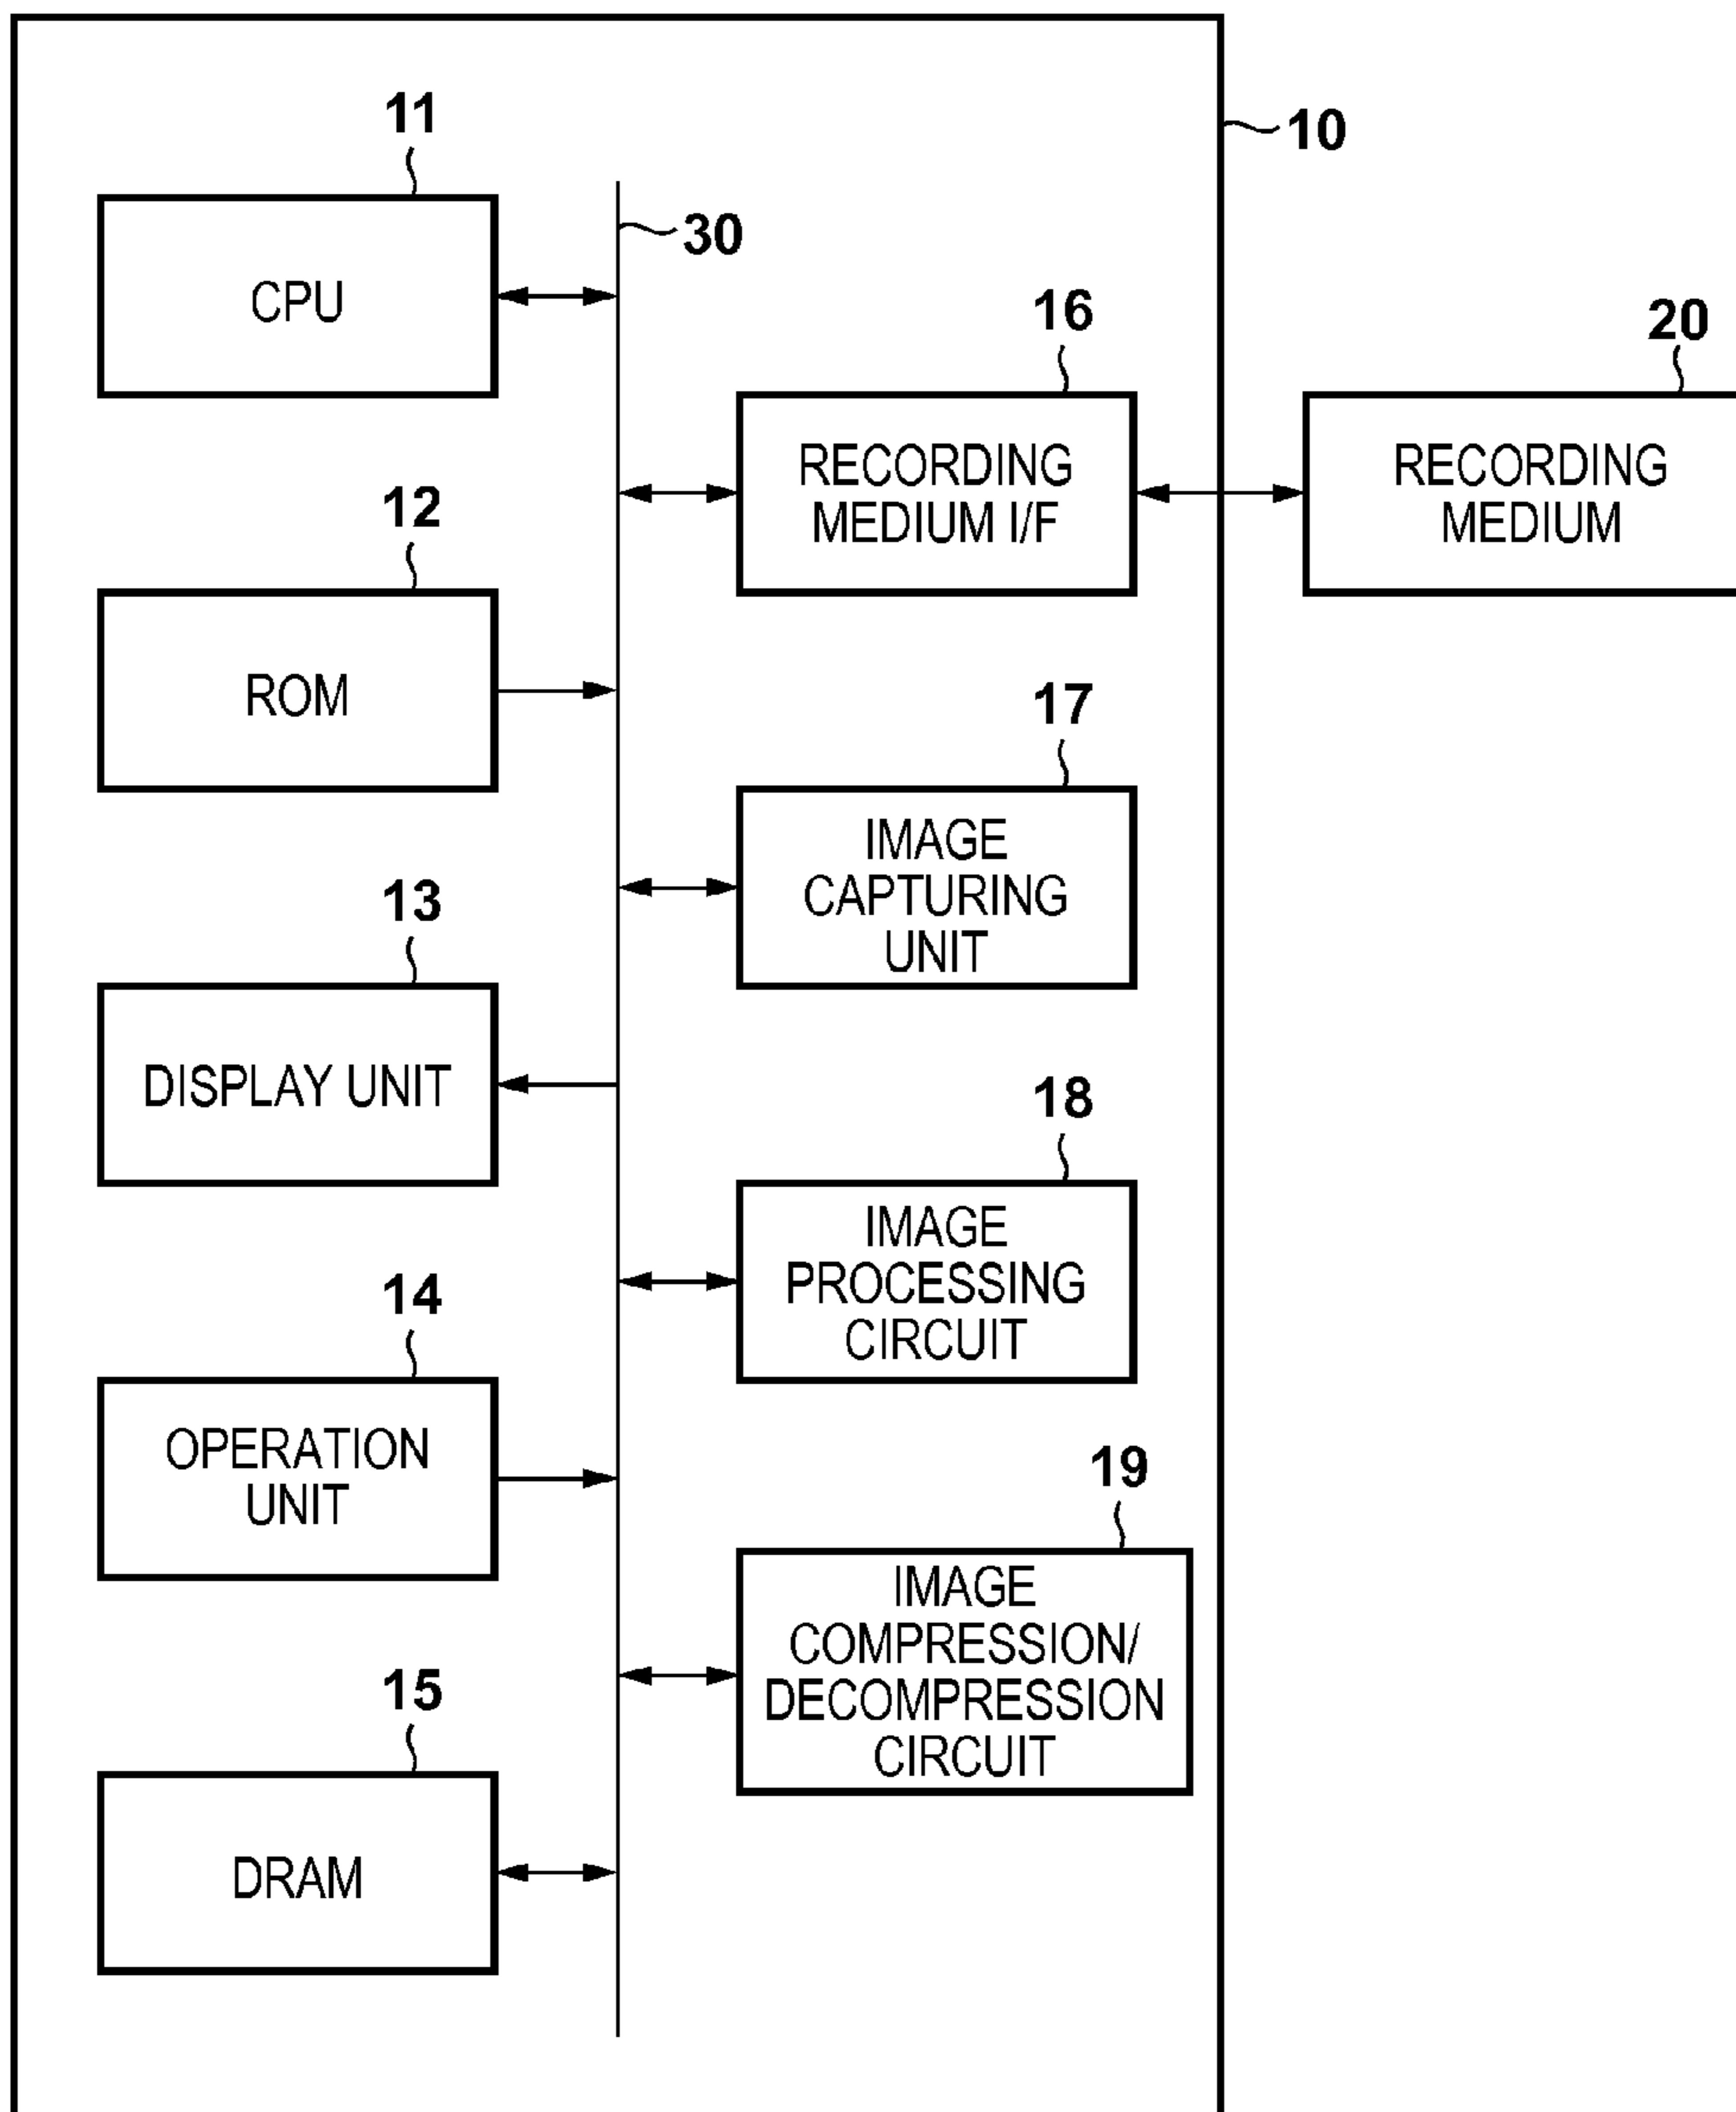 10
11
CPU
30
16
RECORDING
MEDIUM I/F
20
RECORDING
MEDIUM
12
ROM
17
IMAGE
CAPTURING
UNIT
13
DISPLAY UNIT
18
IMAGE
PROCESSING
CIRCUIT
14
OPERATION
UNIT
19
IMAGE
COMPRESSION/
DECOMPRESSION
CIRCUIT
15
DRAM